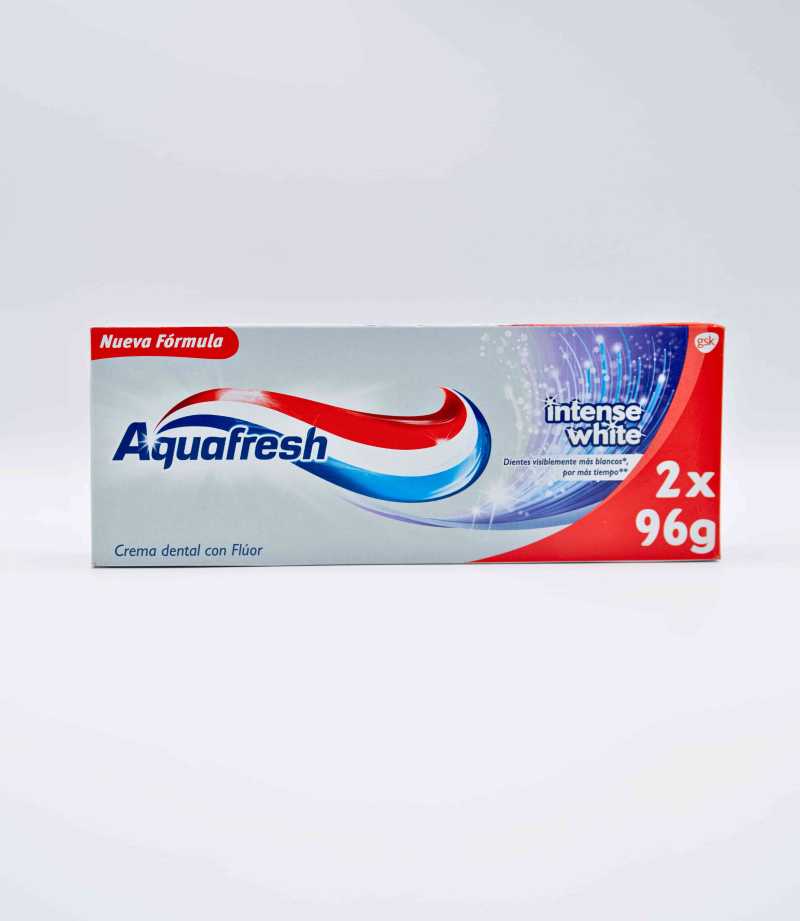 Nueva Fórmula
gsk
Aquafresh
intense
white
Dientes visiblemente más blancos*,
por más tiempo**
2x
96g
Crema dental con Flúor